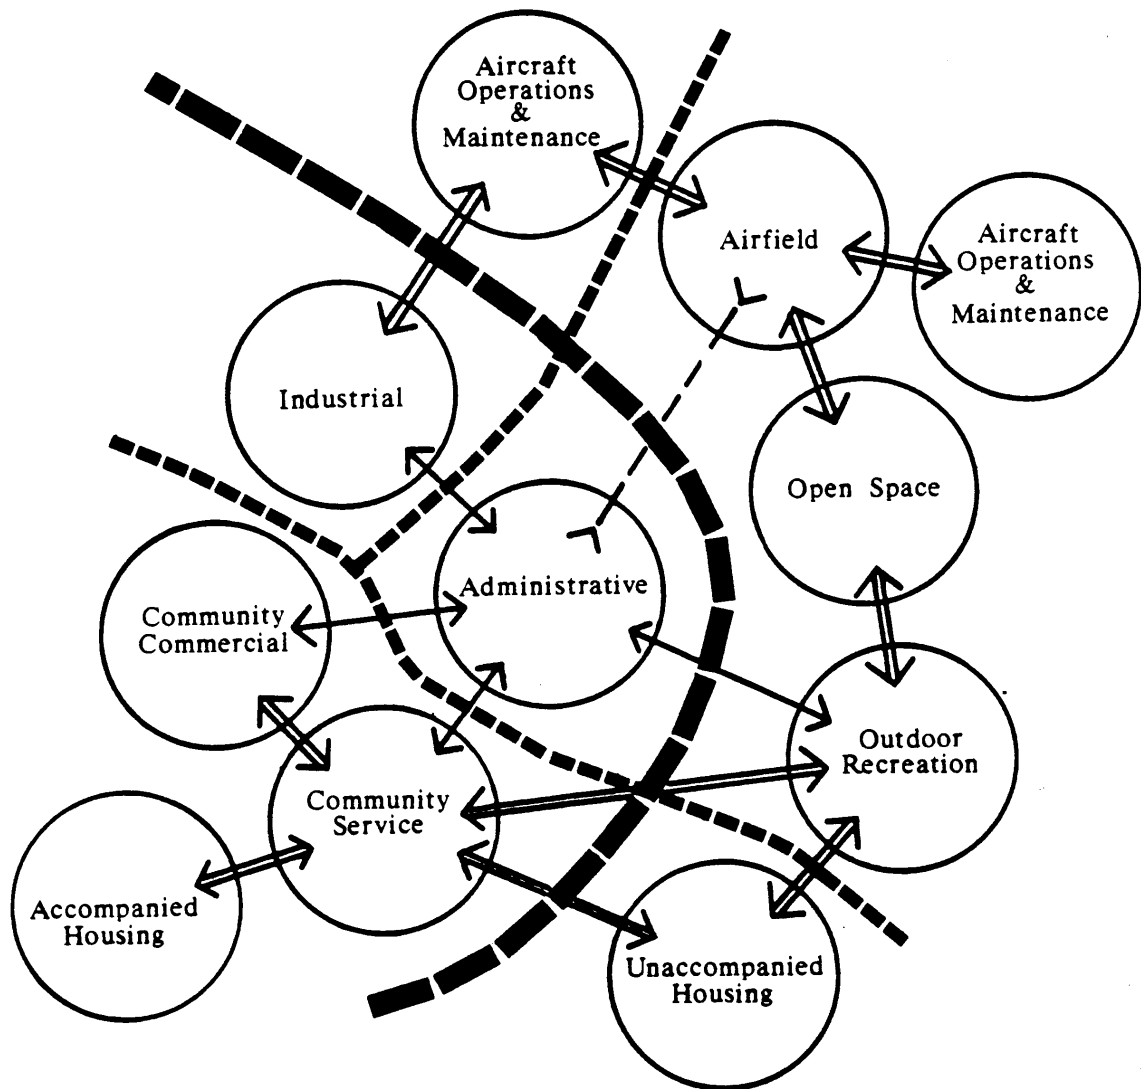 Aircraft
Operations
&
Maintenance
Airfield
Aircraft
Operations
&
Maintenance
Industrial
Open Space
Administrative
Community
Commercial
Outdoor
Recreation
Community
Service
Accompanied
Housing
Unaccompanied
Housing